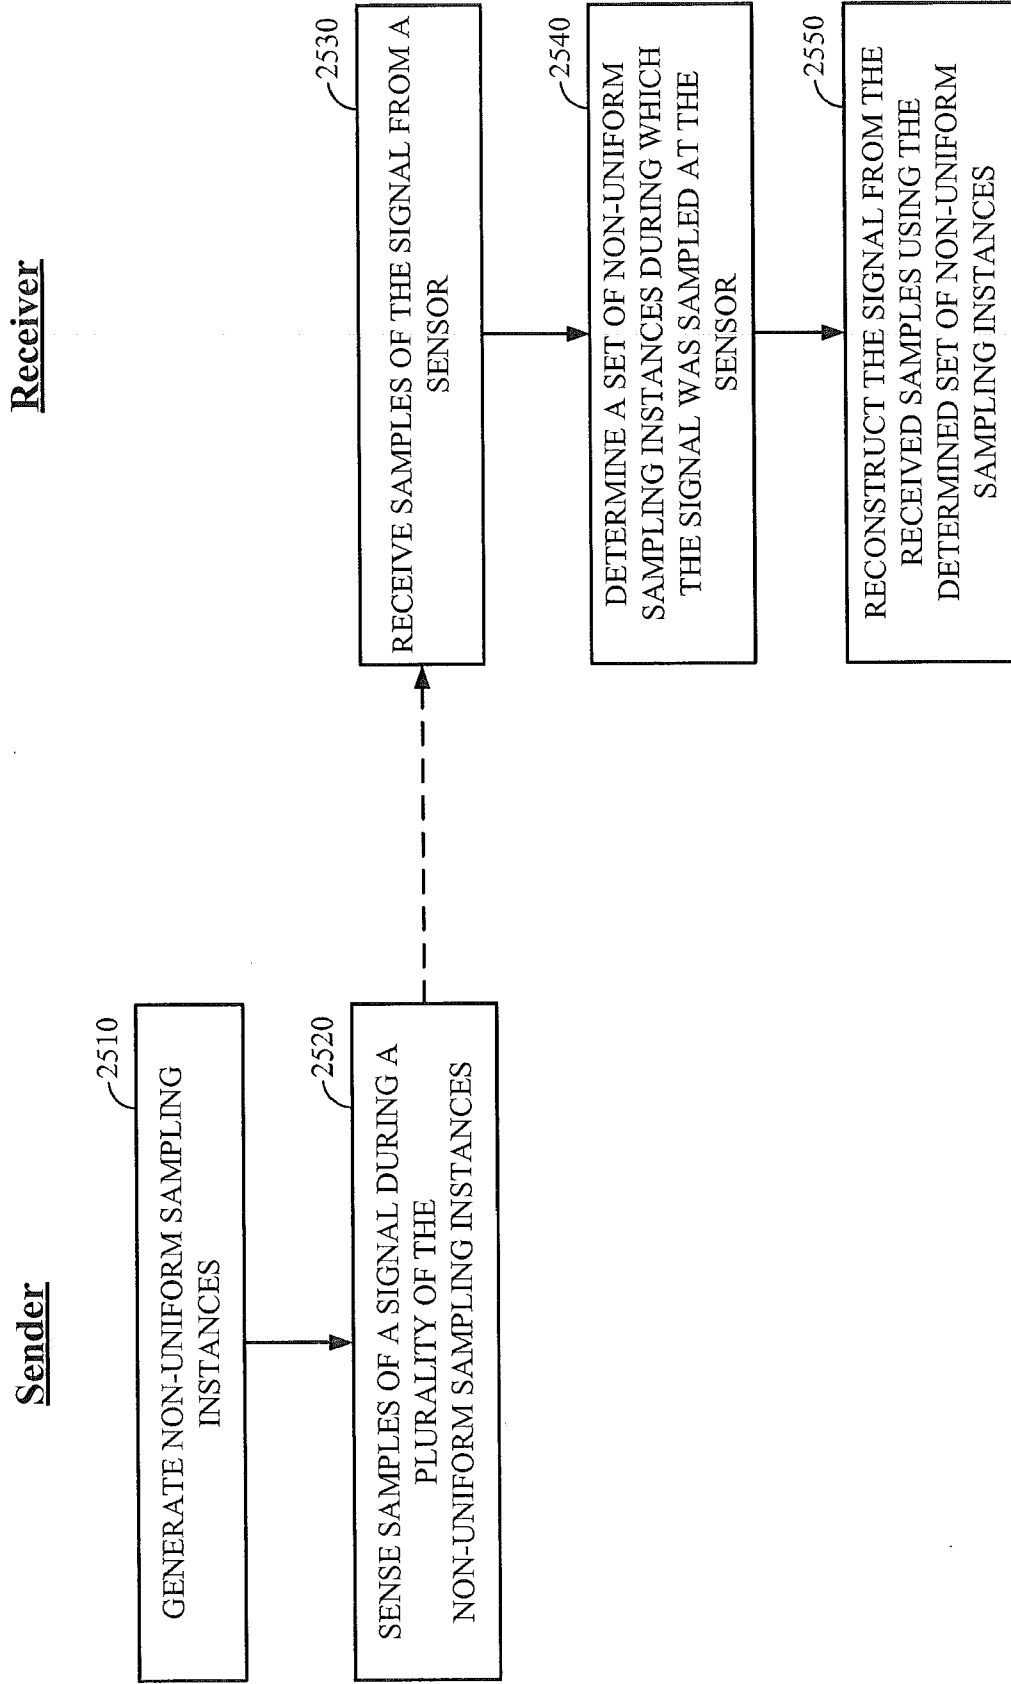 Sender
2510
GENERATE NON-UNIFORM SAMPLING
INSTANCES
2520
SENSE SAMPLES OF A SIGNAL DURING A
PLURALITY OF THE
NON-UNIFORM SAMPLING INSTANCES
Receiver
2530
RECEIVE SAMPLES OF THE SIGNAL FROM A
SENSOR
2540
DETERMINE A SET OF NON-UNIFORM
SAMPLING INSTANCES DURING WHICH
THE SIGNAL WAS SAMPLED AT THE
SENSOR
2550
RECONSTRUCT THE SIGNAL FROM THE
RECEIVED SAMPLES USING THE
DETERMINED SET OF NON-UNIFORM
SAMPLING INSTANCES